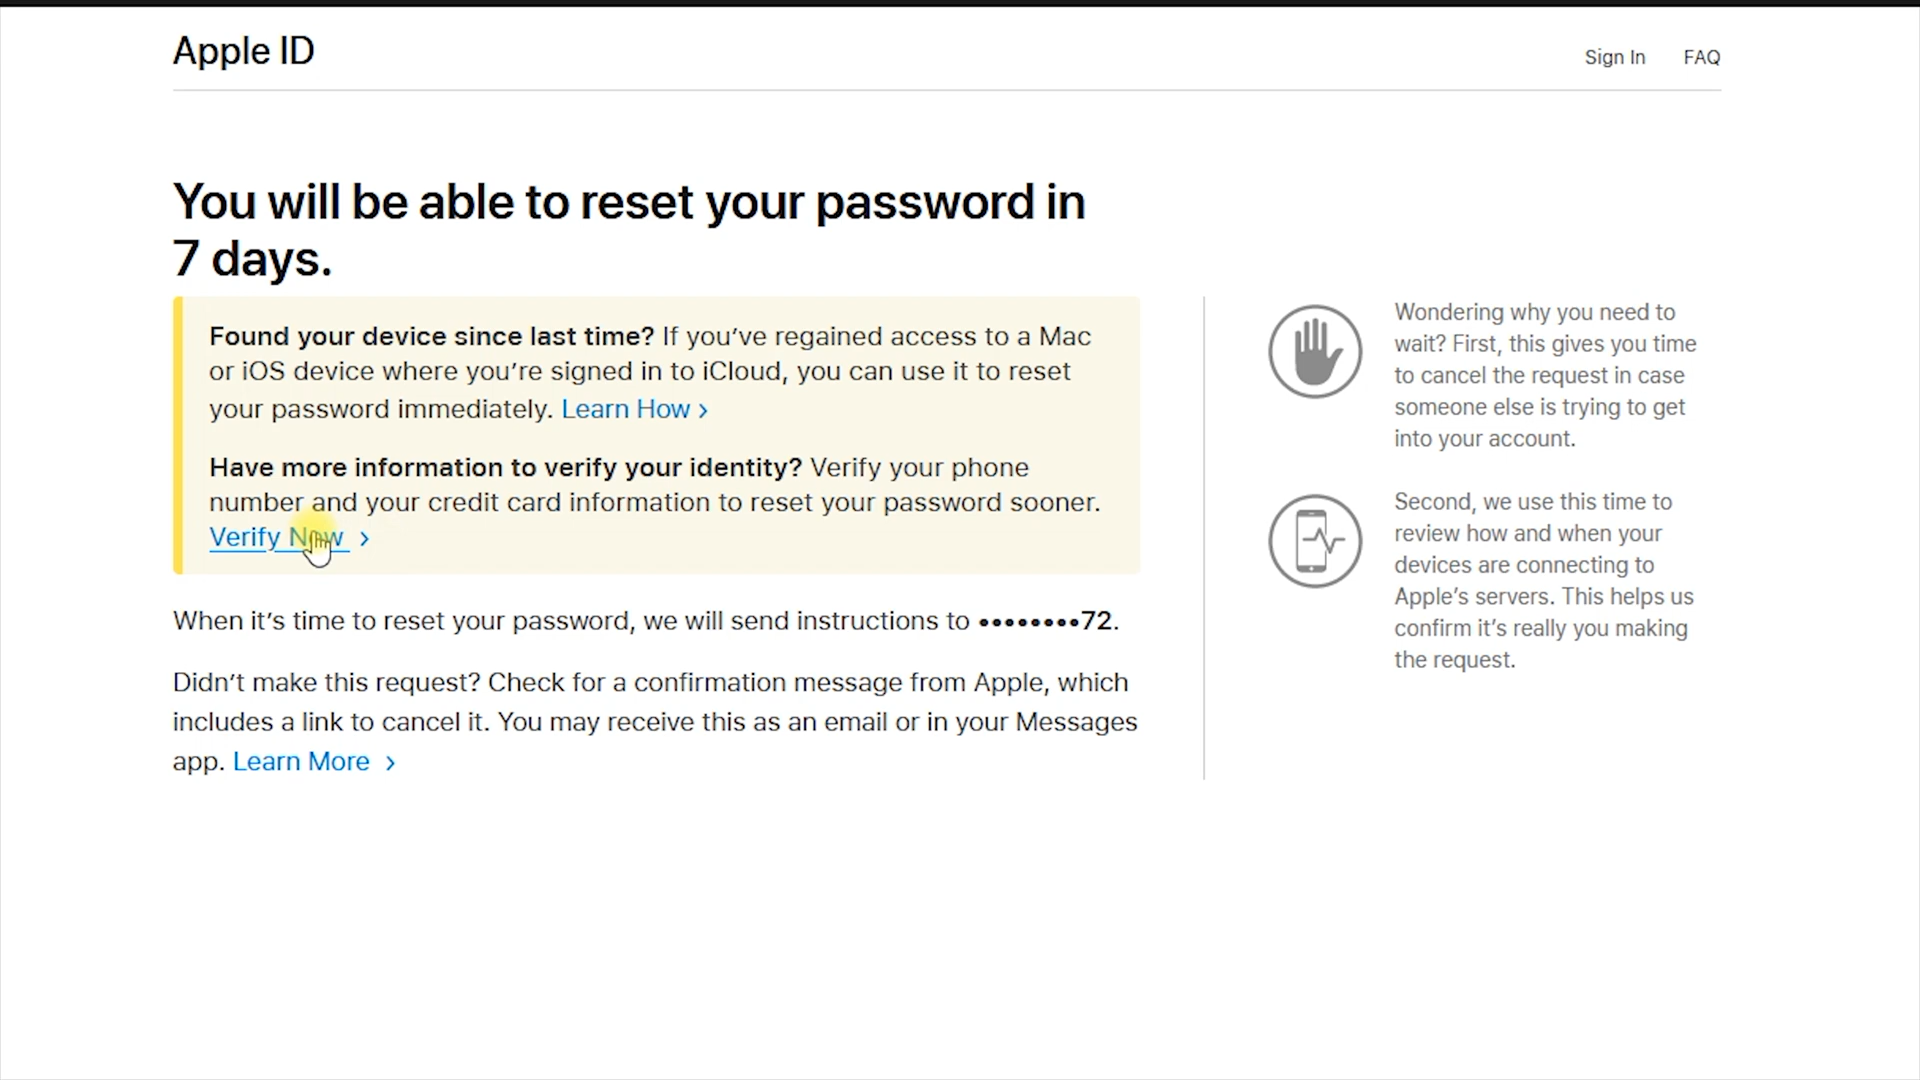 Apple ID
Sign In
FAQ
You will be able to reset your password in
7 days.
Found your device since last time? If you’ve regained access to a Mac
or iOS device where you’re signed in to iCloud, you can use it to reset
your password immediately. Learn How ›
Have more information to verify your identity? Verify your phone
number and your credit card information to reset your password sooner.
Verify Now ›
When it’s time to reset your password, we will send instructions to ••••••••72.
Didn’t make this request? Check for a confirmation message from Apple, which
includes a link to cancel it. You may receive this as an email or in your Messages
app. Learn More ›
Wondering why you need to
wait? First, this gives you time
to cancel the request in case
someone else is trying to get
into your account.
Second, we use this time to
review how and when your
devices are connecting to
Apple’s servers. This helps us
confirm it’s really you making
the request.